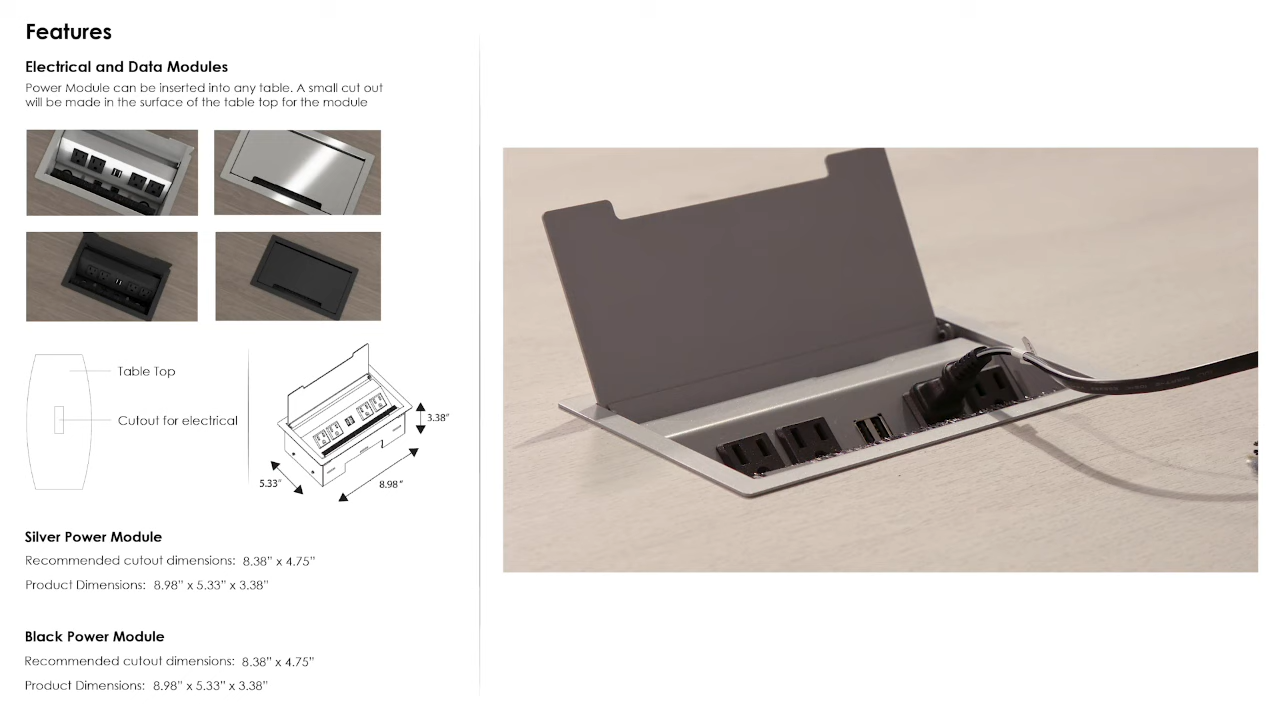 Features
Electrical and Data Modules
Power Module can be inserted into any table. A small cut out
will be made in the surface of the table top for the module
Table Top
Cutout for electrical
3.38"
5.33"
8.98"
Silver Power Module
Recommended cutout dimensions: 8.38” x 4.75”
Product Dimensions: 8.98” x 5.33” x 3.38”
Black Power Module
Recommended cutout dimensions: 8.38” x 4.75”
Product Dimensions: 8.98” x 5.33” x 3.38”